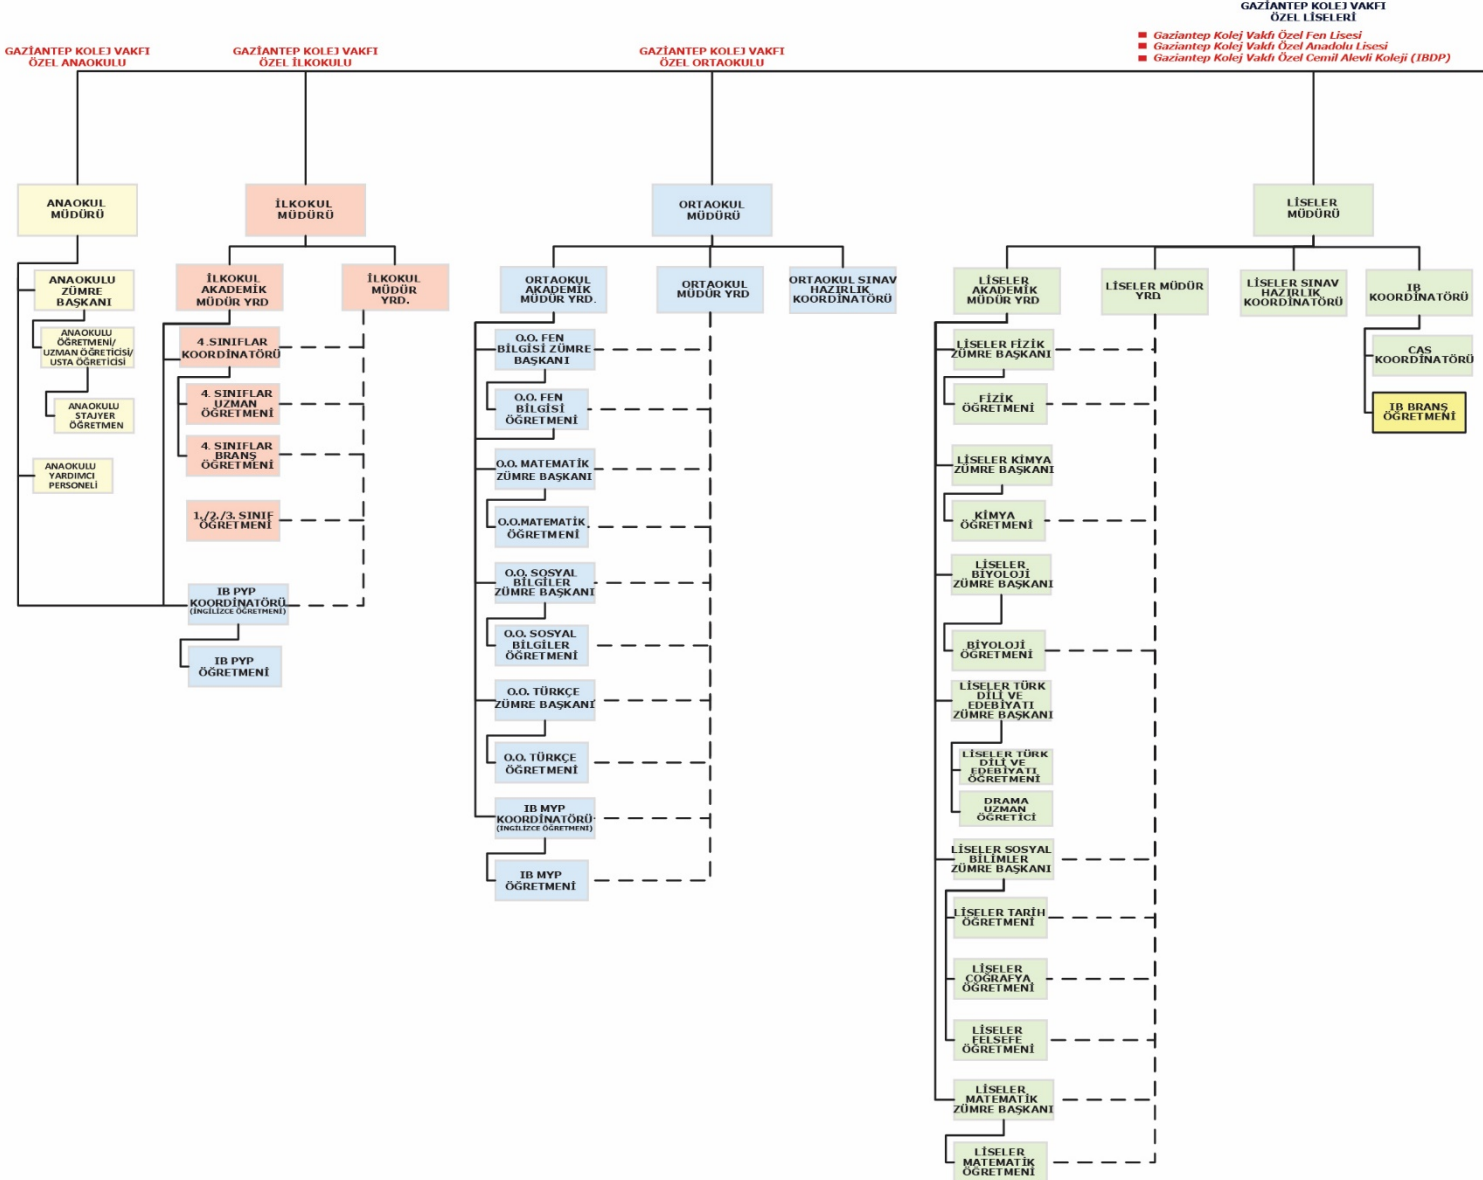 GAZİANTEP KOLEJ VAKFI
ÖZEL LİSELERİ
Gaziantep Kolej Vakfı Özel Fen Lisesi
Gaziantep Kolej Vakfı Özel Anadolu Lisesi
Gaziantep Kolej Vakfı Özel Cemil Alevli Koleji (IBDP)
GAZİANTEP KOLEJ VAKFI
ÖZEL ANAOKULU
GAZİANTEP KOLEJ VAKFI
ÖZEL İLKOKULU
GAZİANTEP KOLEJ VAKFI
ÖZEL ORTAOKULU
ANAOKUL
MÜDÜRÜ
ANAOKULU
ZÜMRE
BAŞKANI
ANAOKULU
ÖĞRETMENİ/
UZMAN ÖĞRETİCİSİ/
USTA ÖĞRETİCİSİ
ANAOKULU
STAJYER
ÖĞRETMEN
ANAOKULU
YARDIMCI
PERSONELİ
İLKOKUL
MÜDÜRÜ
İLKOKUL
AKADEMİK
MÜDÜR YRD
İLKOKUL
MÜDÜR
YRD.
4.SINIFLAR
KOORDİNATÖRÜ
4. SINIFLAR
UZMAN
ÖĞRETMENİ
4. SINIFLAR
BRANŞ
ÖĞRETMENİ
1./2./3. SINIF
ÖĞRETMENİ
IB PYP
KOORDİNATÖRÜ
(İNGİLİZCE ÖĞRETMENİ)
IB PYP
ÖĞRETMENİ
ORTAOKUL
MÜDÜRÜ
ORTAOKUL
AKADEMİK
MÜDÜR YRD.
ORTAOKUL
MÜDÜR YRD
ORTAOKUL SINAV
HAZIRLIK
KOORDİNATÖRÜ
O.O. FEN
BİLGİSİ ZÜMRE
BAŞKANI
O.O. FEN
BİLGİSİ
ÖĞRETMENİ
O.O. MATEMATİK
ZÜMRE BAŞKANI
O.O.MATEMATİK
ÖĞRETMENİ
O.O. SOSYAL
BİLGİLER
ZÜMRE BAŞKANI
O.O. SOSYAL
BİLGİLER
ÖĞRETMENİ
O.O. TÜRKÇE
ZÜMRE BAŞKANI
O.O. TÜRKÇE
ÖĞRETMENİ
IB MYP
KOORDİNATÖRÜ
(İNGİLİZCE ÖĞRETMENİ)
IB MYP
ÖĞRETMENİ
LİSELER
MÜDÜRÜ
LİSELER
AKADEMİK
MÜDÜR YRD
LİSELER MÜDÜR
YRD.
LİSELER SINAV
HAZIRLIK
KOORDİNATÖRÜ
IB
KOORDİNATÖRÜ
CAS
KOORDİNATÖRÜ
IB BRANŞ
ÖĞRETMENİ
LİSELER FİZİK
ZÜMRE BAŞKANI
FİZİK
ÖĞRETMENİ
LİSELER KİMYA
ZÜMRE BAŞKANI
KİMYA
ÖĞRETMENİ
LİSELER
BİYOLOJİ
ZÜMRE BAŞKANI
BİYOLOJİ
ÖĞRETMENİ
LİSELER TÜRK
DİLİ VE
EDEBİYATI
ZÜMRE BAŞKANI
LİSELER TÜRK
DİLİ VE
EDEBİYATI
ÖĞRETMENİ
DRAMA
UZMAN
ÖĞRETİCİ
LİSELER SOSYAL
BİLİMLER
ZÜMRE BAŞKANI
LİSELER TARİH
ÖĞRETMENİ
LİSELER
COĞRAFYA
ÖĞRETMENİ
LİSELER
FELSEFE
ÖĞRETMENİ
LİSELER
MATEMATİK
ZÜMRE BAŞKANI
LİSELER
MATEMATİK
ÖĞRETMENİ